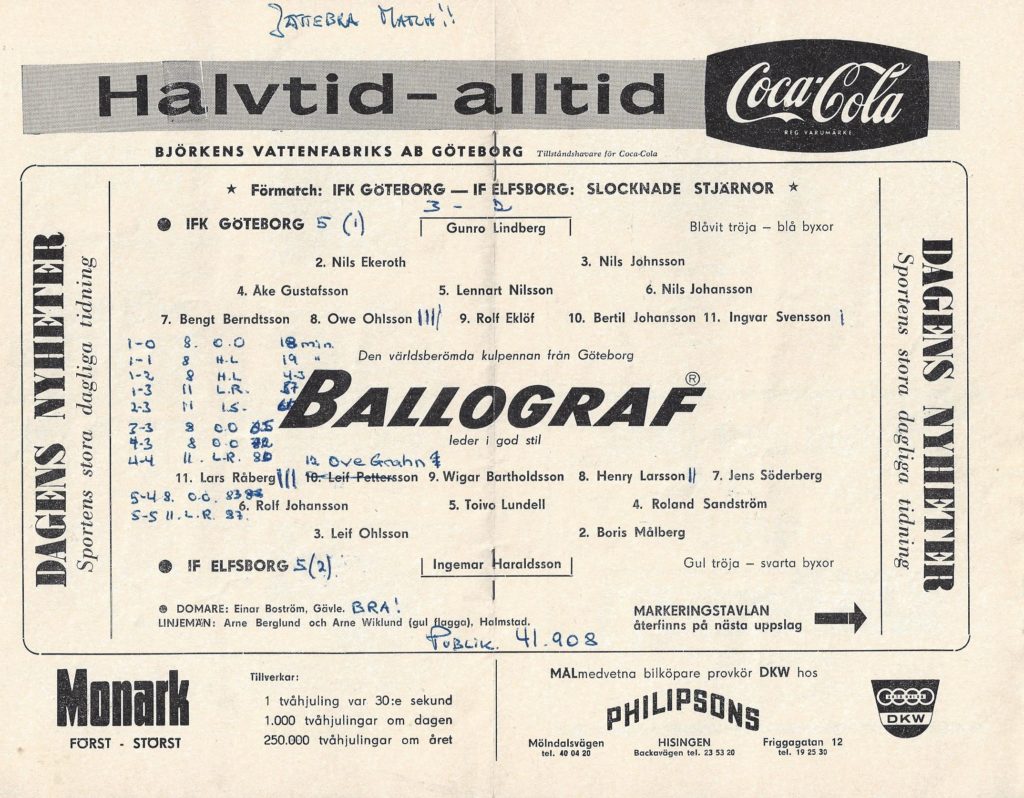 JÄTTEBRA MATCH!!
Halvtid–alltid
Coca-Cola
REG VARUMÄRKE
BJÖRKENS VATTENFABRIKS AB GÖTEBORG Tillståndshavare för Coca-Cola
DAGENS NYHETER
Sportens stora dagliga tidning
★ Förmatch: IFK GÖTEBORG — IF ELFSBORG: SLOCKNADE STJÄRNOR ★
3 - 2
IFK GÖTEBORG 5 (1) Gunro Lindberg Blåvit tröja – blå byxor
2. Nils Ekeroth 3. Nils Johnsson
4. Åke Gustafsson 5. Lennart Nilsson 6. Nils Johansson
7. Bengt Berndtsson 8. Owe Ohlsson |||| 9. Rolf Eklöf 10. Bertil Johansson 11. Ingvar Svensson |
1-0 8. O.O 18 min.
1-1 8 H.L 19 "
1-2 8 H.L 43
1-3 11 L.R. 57
2-3 11 I.S.
3-3 8 O.O
4-3 8 O.O
4-4 11. L.R. 80
Den världsberömda kulpennan från Göteborg
BALLOGRAF®
leder i god stil
12 Ove Grahn
11. Lars Råberg ||| 10. Leif Pettersson 9. Wigar Bartholdsson 8. Henry Larsson || 7. Jens Söderberg
5-4 8. O.O. 83
5-5 11. L.R. 87.
6. Rolf Johansson 5. Toivo Lundell 4. Roland Sandström
3. Leif Ohlsson 2. Boris Målberg
IF ELFSBORG 5(2). Ingemar Haraldsson Gul tröja – svarta byxor
DOMARE: Einar Boström, Gävle. BRA!
LINJEMÄN: Arne Berglund och Arne Wiklund (gul flagga), Halmstad.
PUBLIK. 41.908
MARKERINGSTAVLAN
återfinns på nästa uppslag
DAGENS NYHETER
Sportens stora dagliga tidning
Monark
FÖRST - STÖRST
Tillverkar:
1 tvåhjuling var 30:e sekund
1.000 tvåhjulingar om dagen
250.000 tvåhjulingar om året
MÅLmedvetna bilköpare provkör DKW hos
PHILIPSONS
Mölndalsvägen
tel. 40 04 20
HISINGEN
Backavägen tel. 23 53 20
Friggagatan 12
tel. 19 25 30
DKW